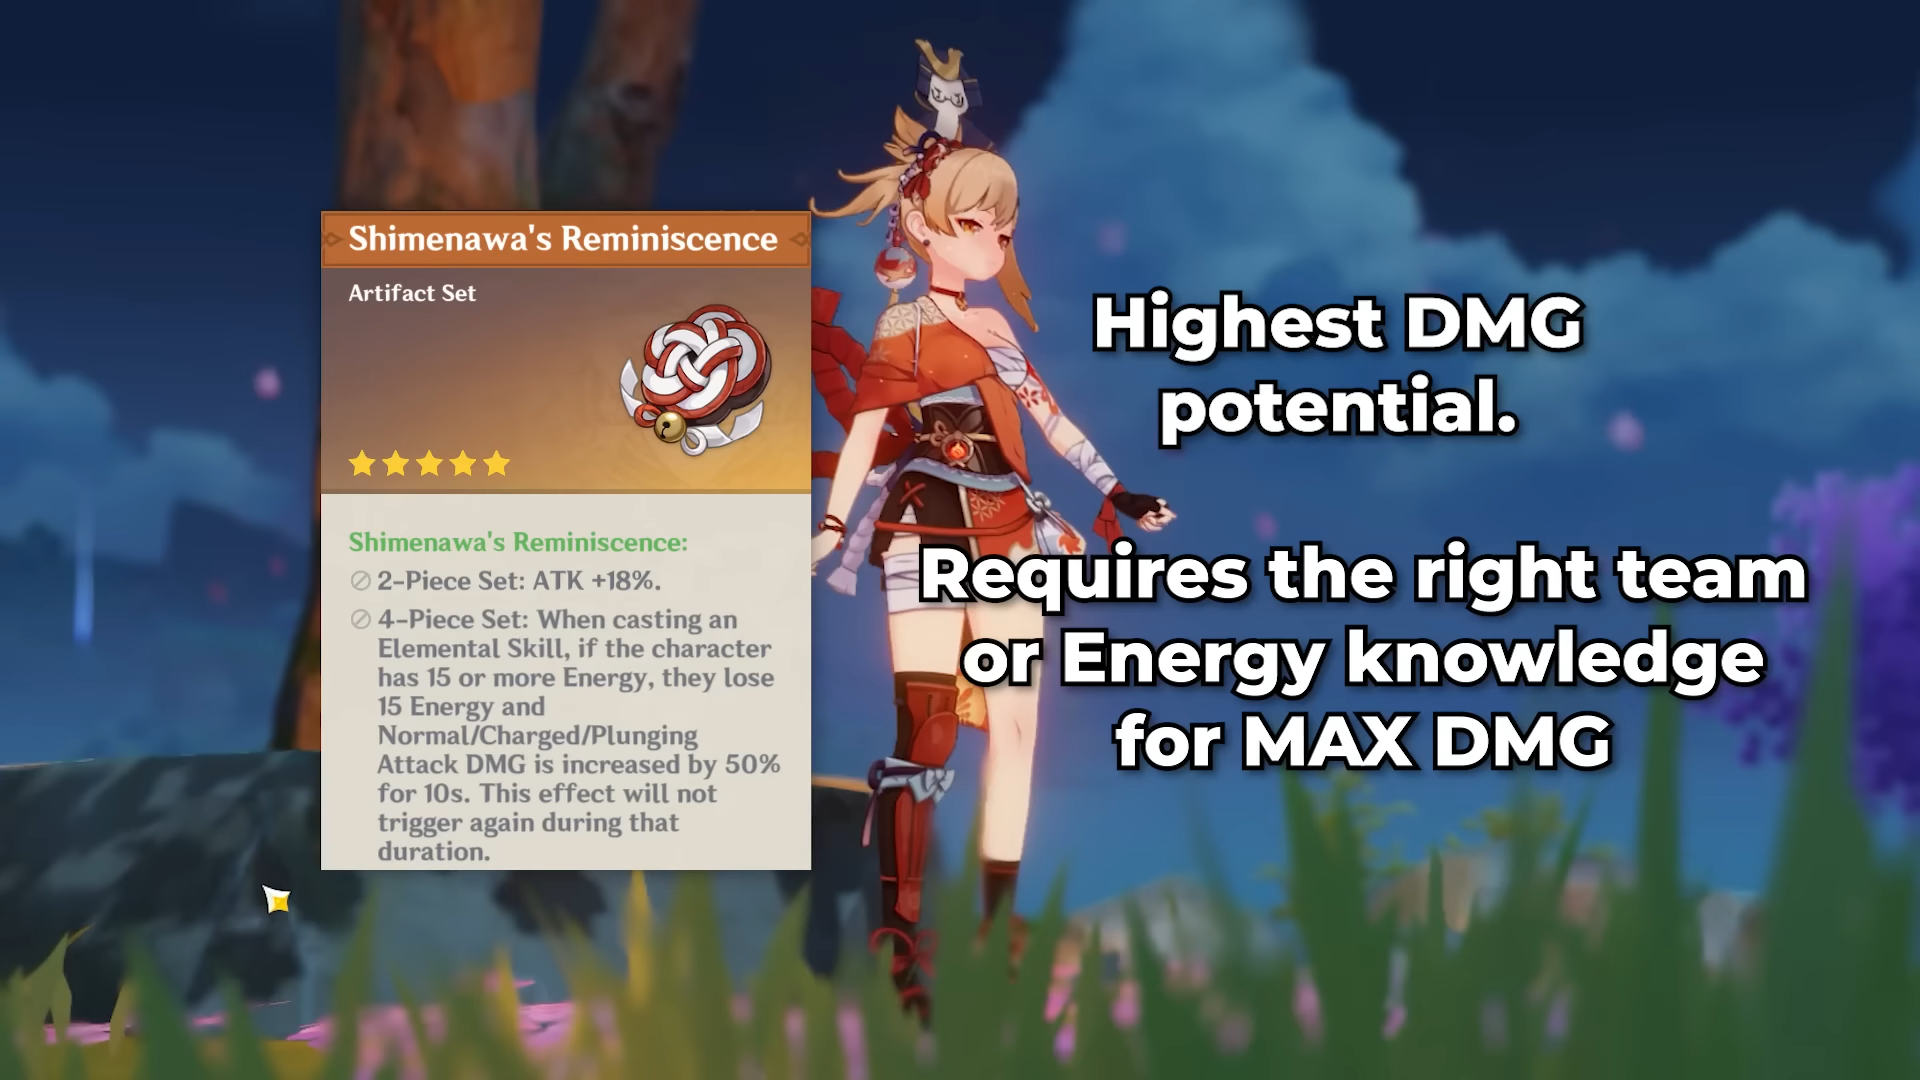 Shimenawa's Reminiscence
Artifact Set
Shimenawa's Reminiscence:
2-Piece Set: ATK +18%.
4-Piece Set: When casting an
Elemental Skill, if the character
has 15 or more Energy, they lose
15 Energy and
Normal/Charged/Plunging
Attack DMG is increased by 50%
for 10s. This effect will not
trigger again during that
duration.
Highest DMG
potential.
Requires the right team
or Energy knowledge
for MAX DMG